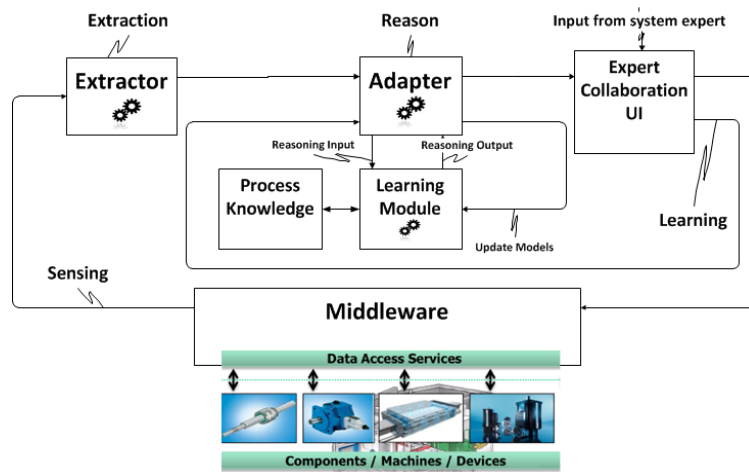 Extraction
Reason
Input from system expert
Extractor
Adapter
Expert
Collaboration
UI
Reasoning Input
Reasoning Output
Process
Knowledge
Learning
Module
Update Models
Learning
Sensing
Middleware
Data Access Services
Components / Machines / Devices